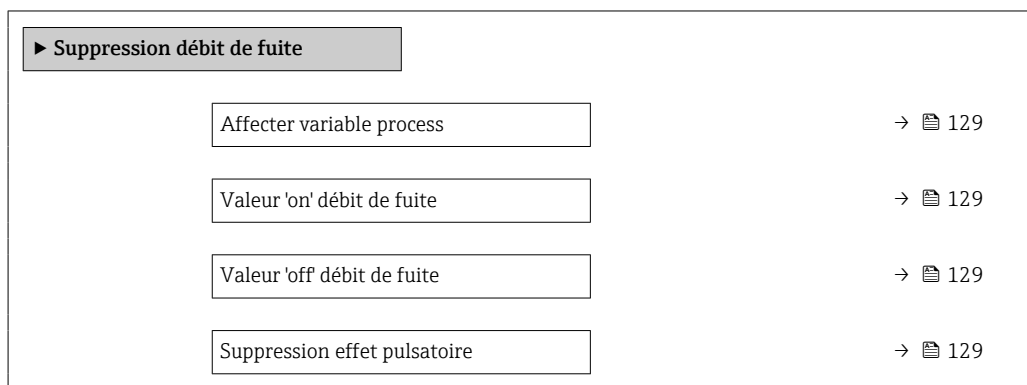 ▶ Suppression débit de fuite
Affecter variable process → 129
Valeur 'on' débit de fuite → 129
Valeur 'off' débit de fuite → 129
Suppression effet pulsatoire → 129